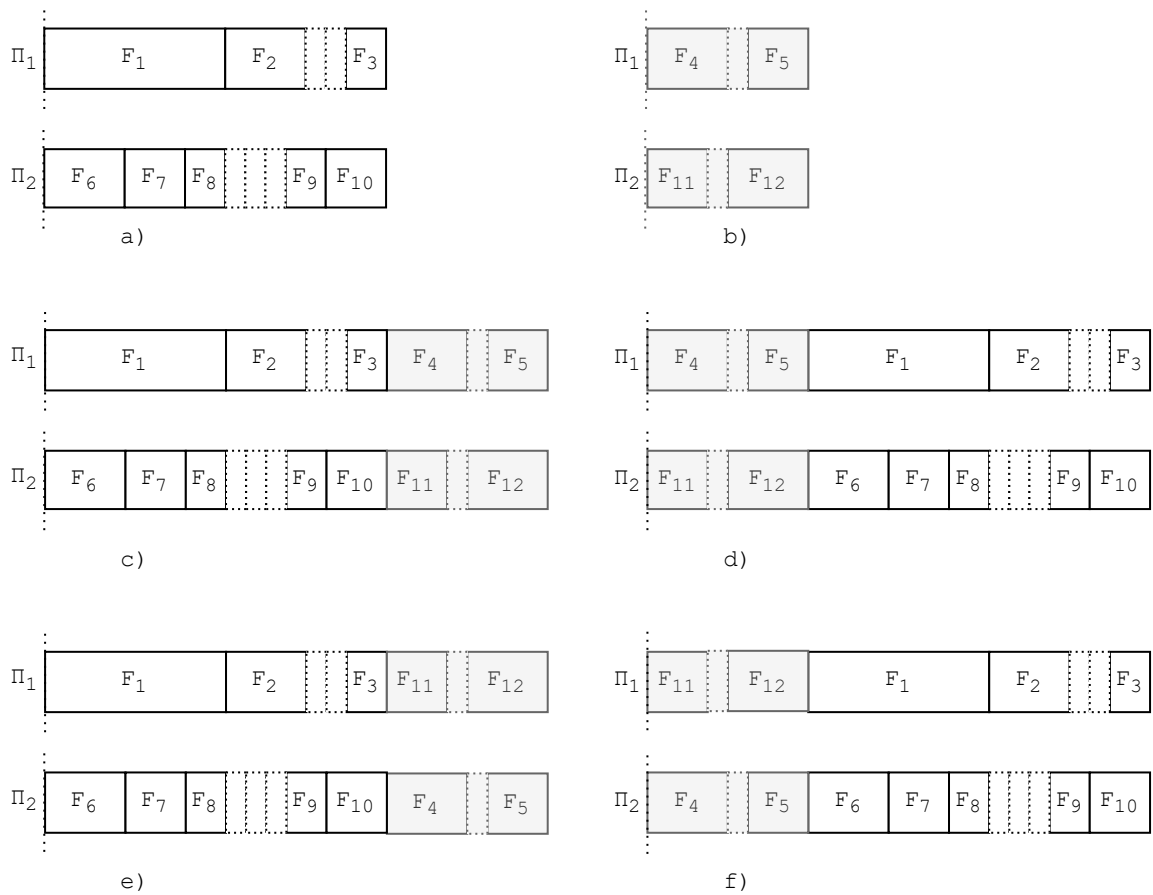 Π1 F1 F2 F3 Π1 F4 F5
Π2 F6 F7 F8 F9 F10 Π2 F11 F12
a) b)
Π1 F1 F2 F3 F4 F5 Π1 F4 F5 F1 F2 F3
Π2 F6 F7 F8 F9 F10 F11 F12 Π2 F11 F12 F6 F7 F8 F9 F10
c) d)
Π1 F1 F2 F3 F11 F12 Π1 F11 F12 F1 F2 F3
Π2 F6 F7 F8 F9 F10 F4 F5 Π2 F4 F5 F6 F7 F8 F9 F10
e) f)